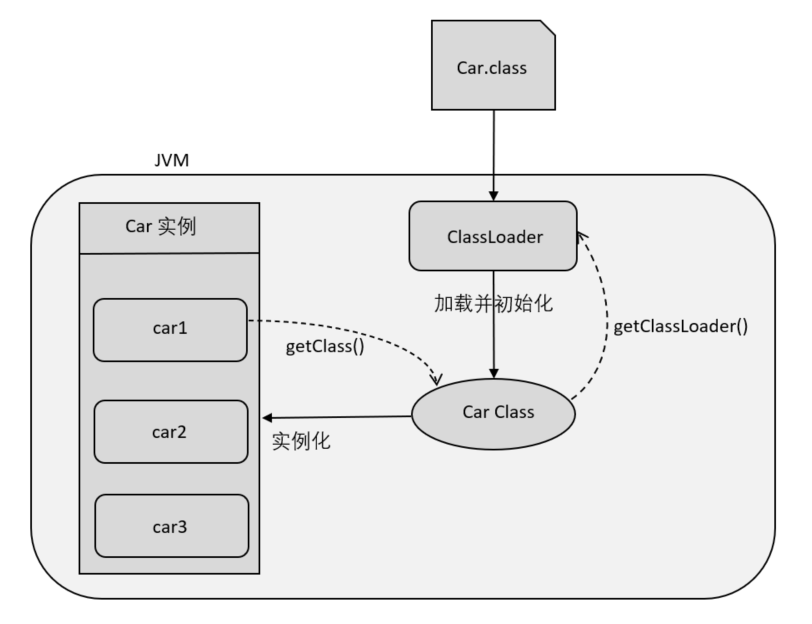 Car.class
JVM
Car 实例
ClassLoader
加载并初始化
car1
getClass()
getClassLoader()
Car Class
car2
实例化
car3